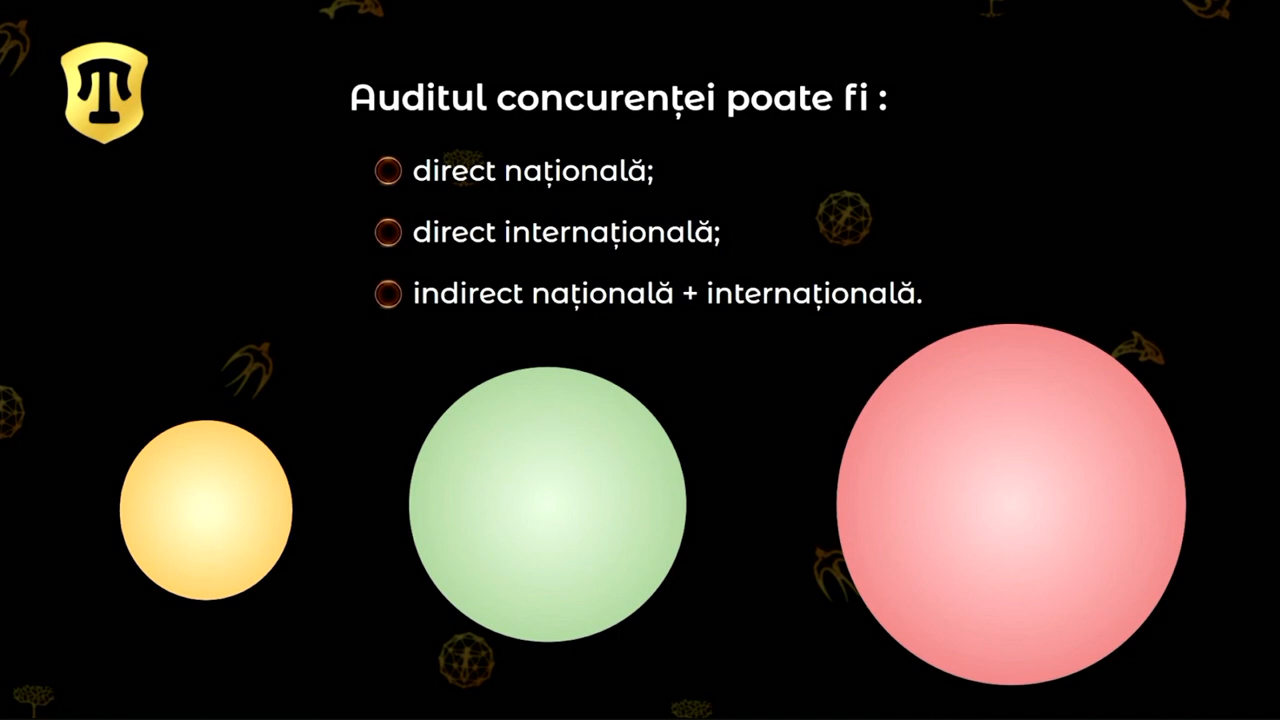 Auditul concurenței poate fi :
direct națională;
direct internațională;
indirect națională + internațională.